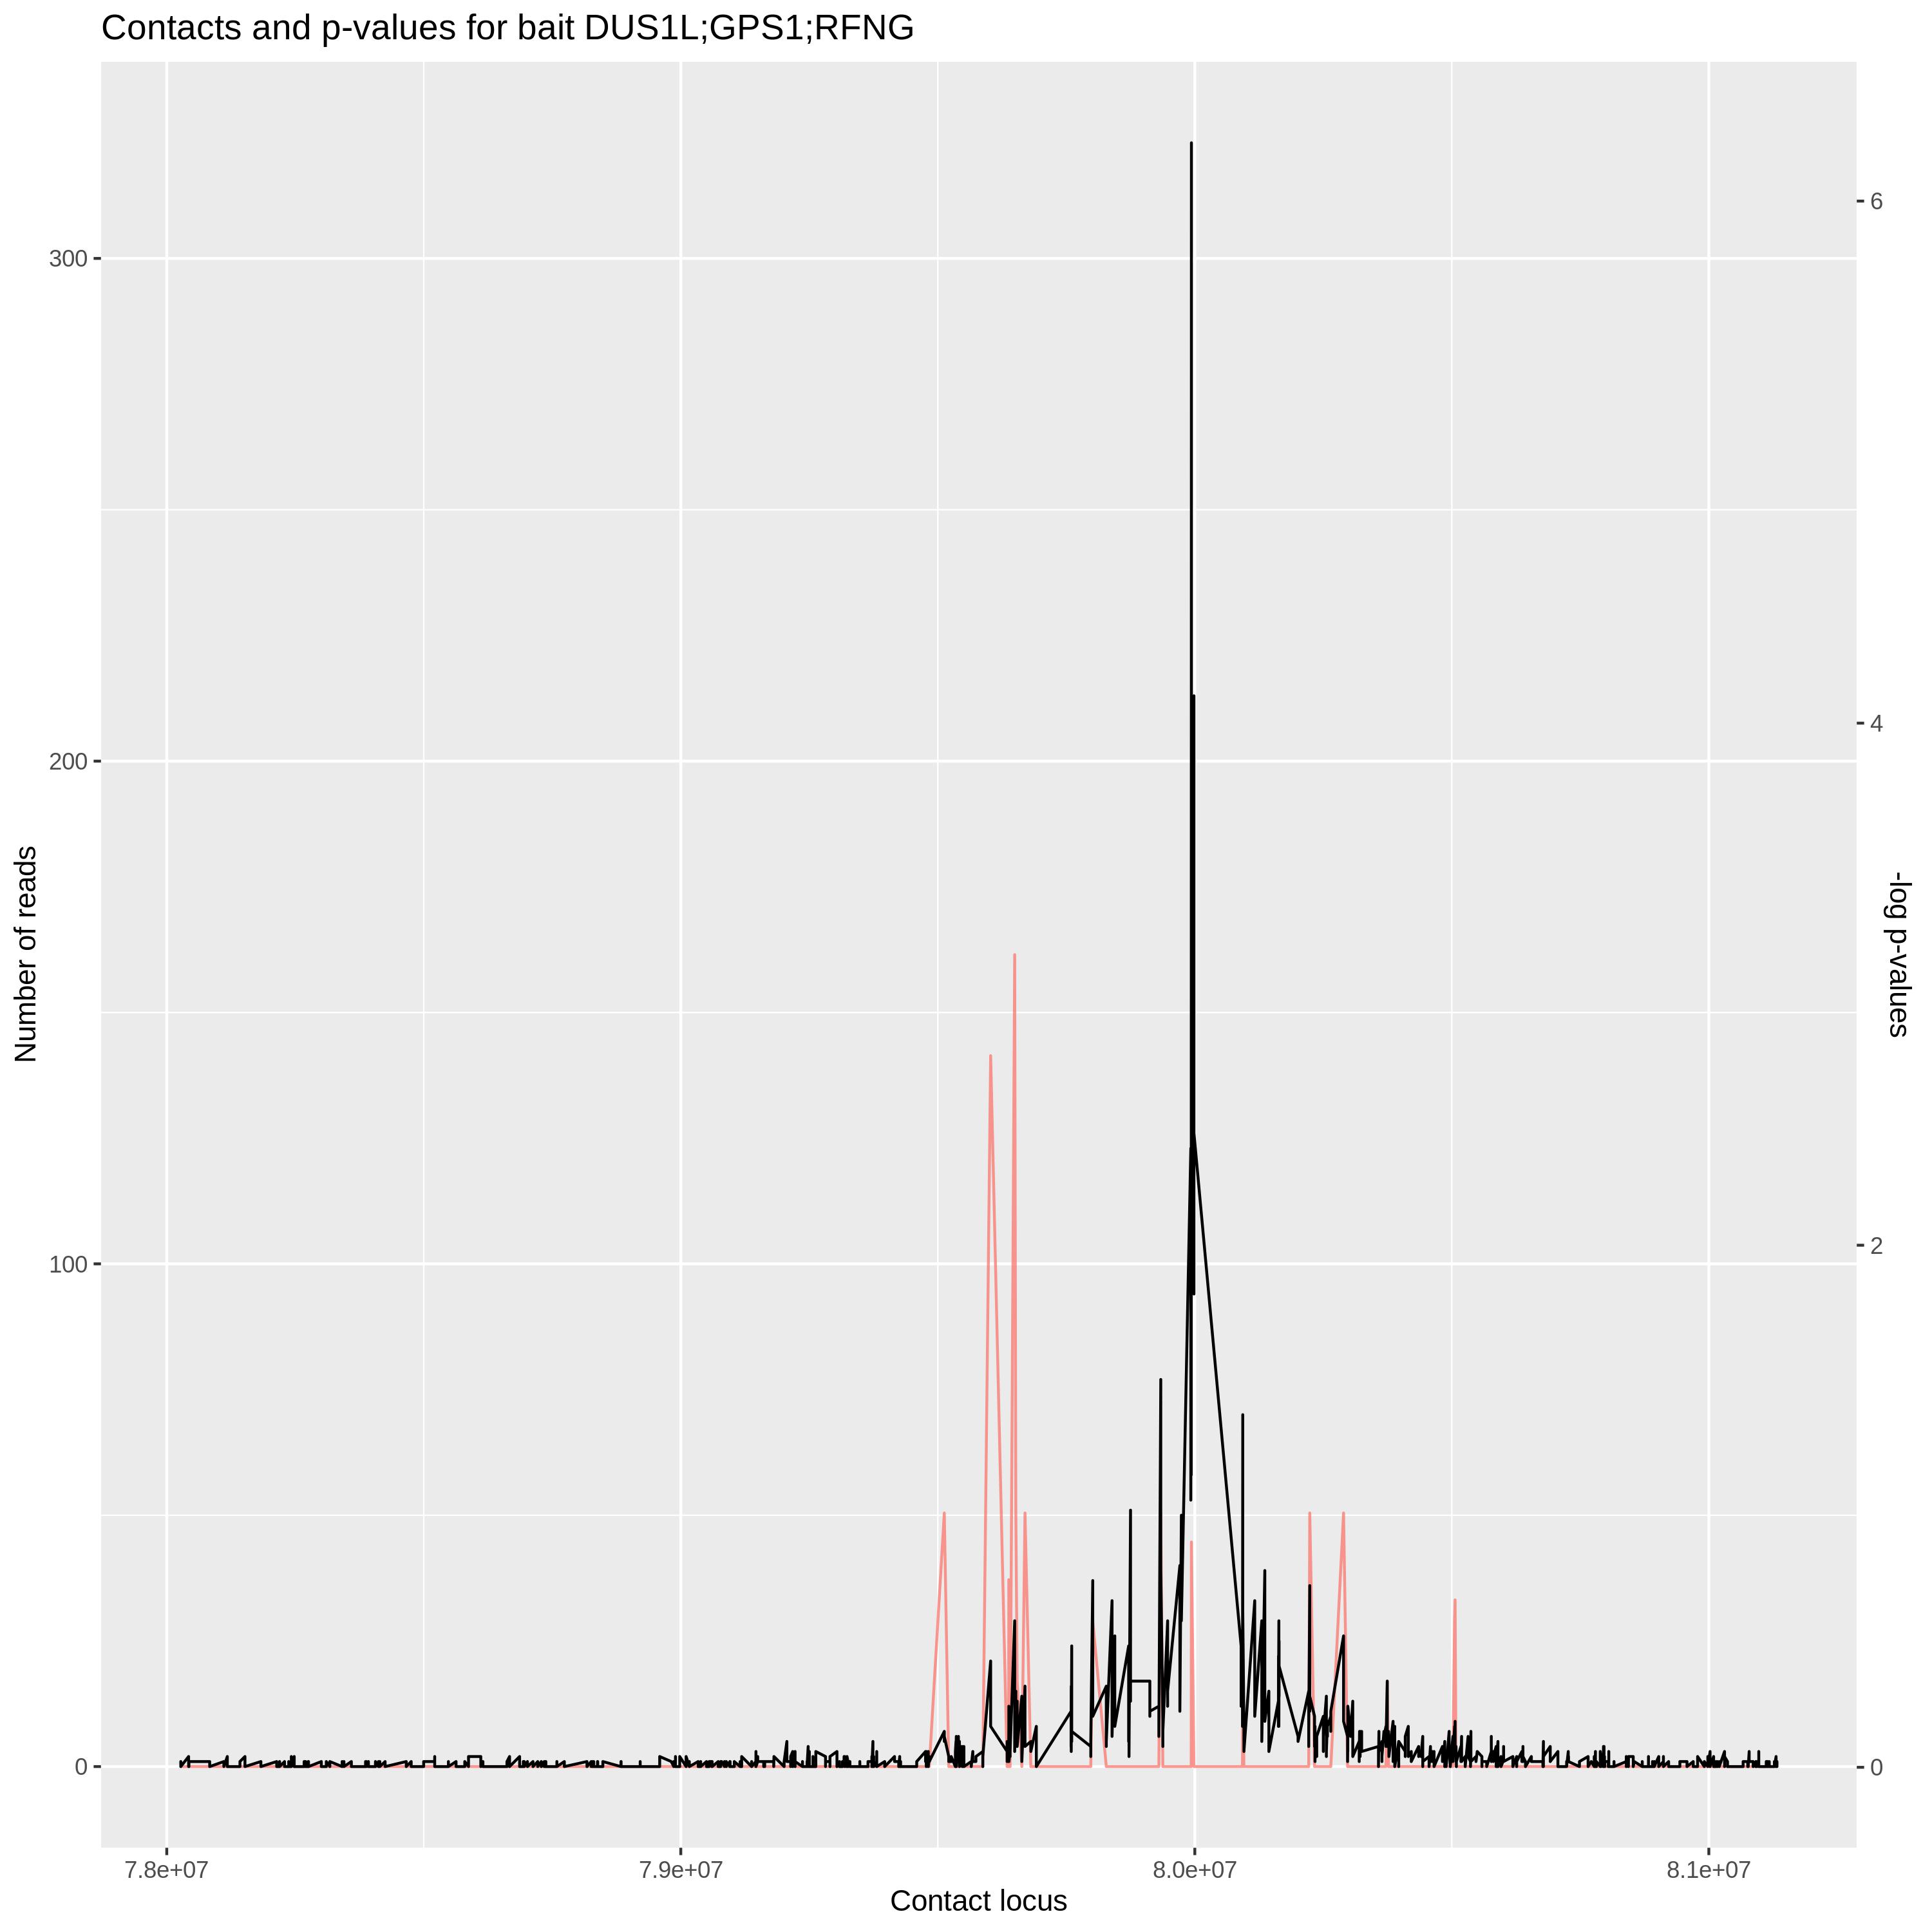 Contacts and p-values for bait DUS1L;GPS1;RFNG
Number of reads
300
200
100
0
6
4
2
0
-log p-values
7.8e+07
7.9e+07
8.0e+07
8.1e+07
Contact locus